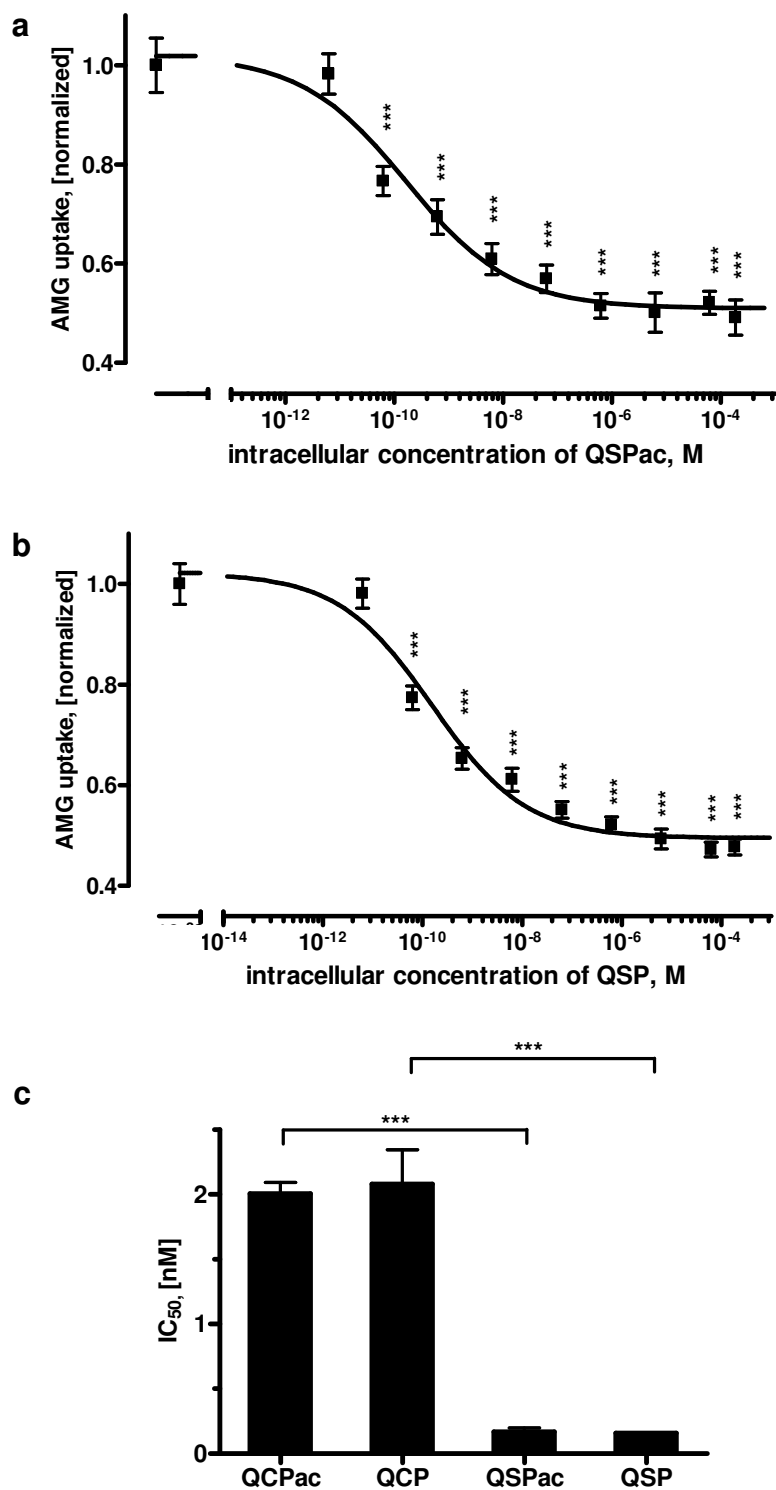 a
AMG uptake, [normalized]
1.0
0.8
0.6
0.4
***
***
***
***
***
***
***
***
10⁻¹² 10⁻¹⁰ 10⁻⁸ 10⁻⁶ 10⁻⁴
intracellular concentration of QSPac, M
b
AMG uptake, [normalized]
1.0
0.8
0.6
0.4
***
***
***
***
***
***
***
***
10⁻¹⁴ 10⁻¹² 10⁻¹⁰ 10⁻⁸ 10⁻⁶ 10⁻⁴
intracellular concentration of QSP, M
c
***
***
IC₅₀, [nM]
2
1
0
QCPac QCP QSPac QSP